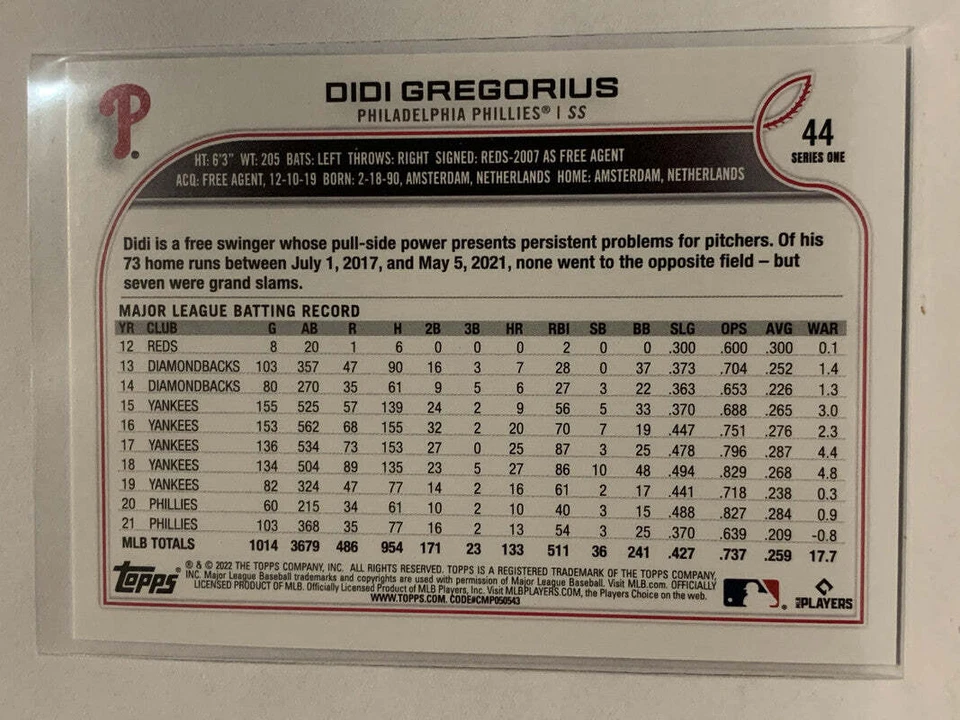 P
DIDI GREGORIUS
PHILADELPHIA PHILLIES® | SS
44
SERIES ONE
HT: 6'3" WT: 205 BATS: LEFT THROWS: RIGHT SIGNED: REDS-2007 AS FREE AGENT
ACQ: FREE AGENT, 12-10-19 BORN: 2-18-90, AMSTERDAM, NETHERLANDS HOME: AMSTERDAM, NETHERLANDS
Didi is a free swinger whose pull-side power presents persistent problems for pitchers. Of his
73 home runs between July 1, 2017, and May 5, 2021, none went to the opposite field – but
seven were grand slams.
MAJOR LEAGUE BATTING RECORD
YR CLUB G AB R H 2B 3B HR RBI SB BB SLG OPS AVG WAR
12 REDS 8 20 1 6 0 0 0 2 0 0 .300 .600 .300 0.1
13 DIAMONDBACKS 103 357 47 90 16 3 7 28 0 37 .373 .704 .252 1.4
14 DIAMONDBACKS 80 270 35 61 9 5 6 27 3 22 .363 .653 .226 1.3
15 YANKEES 155 525 57 139 24 2 9 56 5 33 .370 .688 .265 3.0
16 YANKEES 153 562 68 155 32 2 20 70 7 19 .447 .751 .276 2.3
17 YANKEES 136 534 73 153 27 0 25 87 3 25 .478 .796 .287 4.4
18 YANKEES 134 504 89 135 23 5 27 86 10 48 .494 .829 .268 4.8
19 YANKEES 82 324 47 77 14 2 16 61 2 17 .441 .718 .238 0.3
20 PHILLIES 60 215 34 61 10 2 10 40 3 15 .488 .827 .284 0.9
21 PHILLIES 103 368 35 77 16 2 13 54 3 25 .370 .639 .209 -0.8
MLB TOTALS 1014 3679 486 954 171 23 133 511 36 241 .427 .737 .259 17.7
Topps
® & © 2022 THE TOPPS COMPANY, INC. ALL RIGHTS RESERVED. TOPPS IS A REGISTERED TRADEMARK OF THE TOPPS COMPANY,
INC. Major League Baseball trademarks and copyrights are used with permission of Major League Baseball. Visit MLB.com. OFFICIALLY
LICENSED PRODUCT OF MLB. Officially Licensed Product of MLB Players, Inc. Visit MLBPLAYERS.COM, the Players Choice on the web.
WWW.TOPPS.COM. CODE#CMP050543
MLB PLAYERS